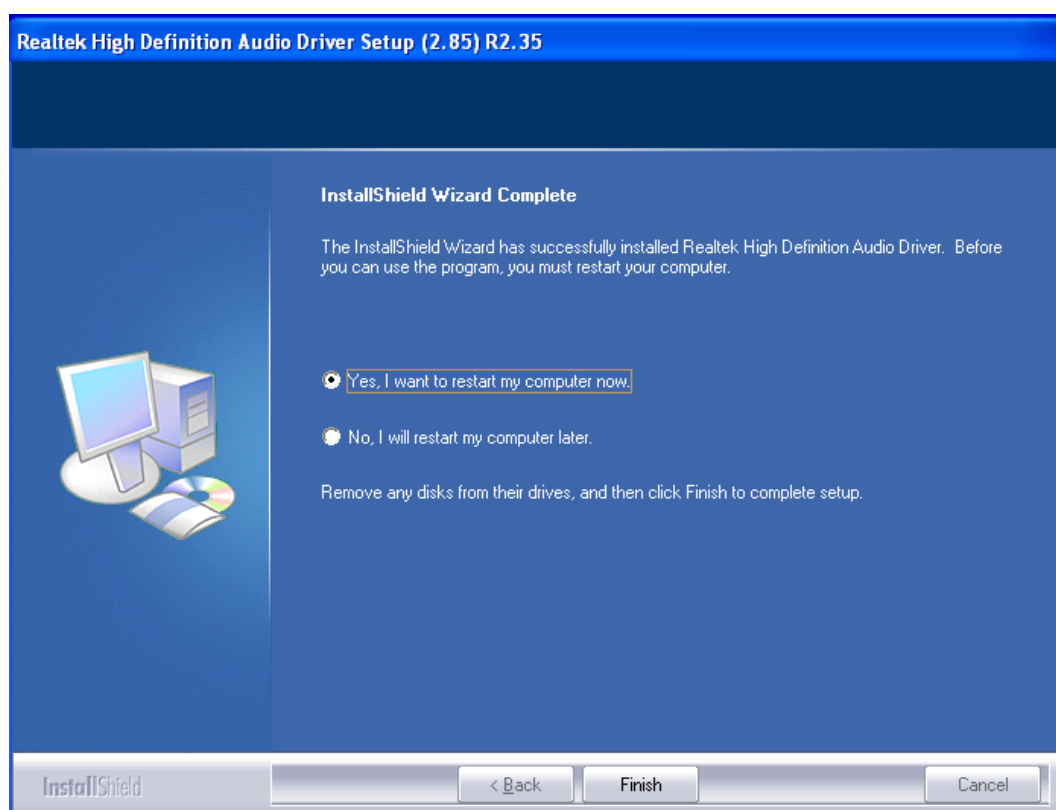 Realtek High Definition Audio Driver Setup (2.85) R2.35
InstallShield Wizard Complete
The InstallShield Wizard has successfully installed Realtek High Definition Audio Driver. Before
you can use the program, you must restart your computer.
Yes, I want to restart my computer now.
No, I will restart my computer later.
Remove any disks from their drives, and then click Finish to complete setup.
InstallShield
< Back
Finish
Cancel